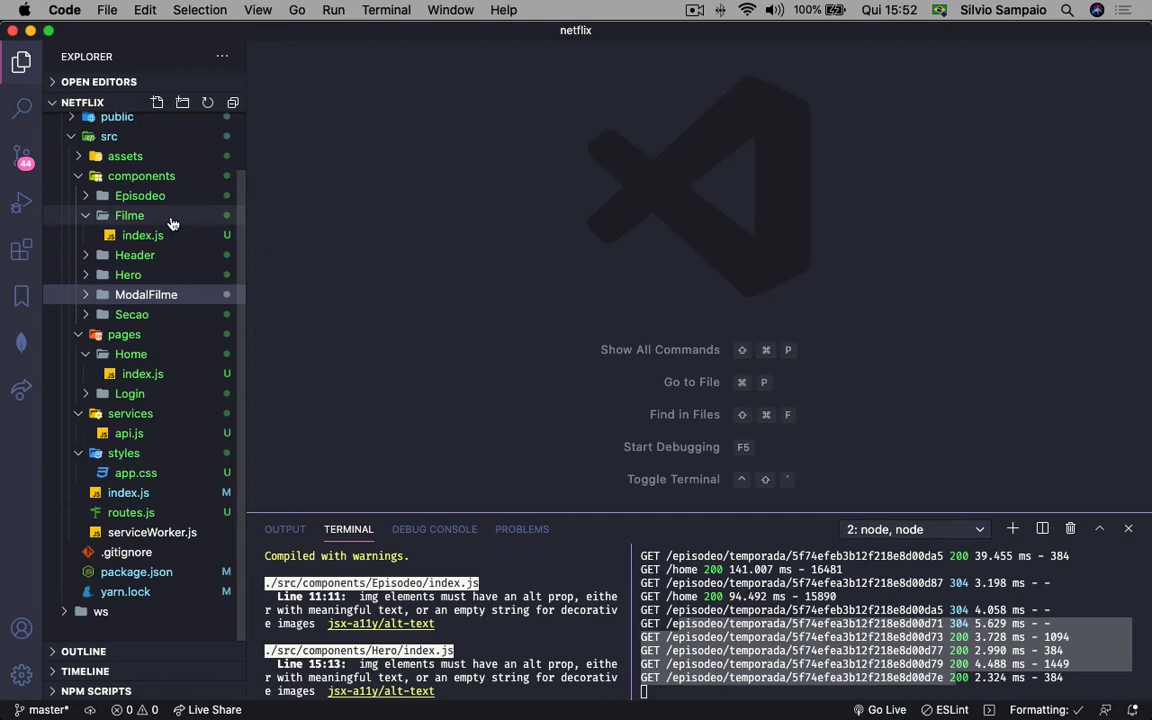 Code File Edit Selection View Go Run Terminal Window Help 100% Qui 15:52 Silvio Sampaio
netflix
EXPLORER
OPEN EDITORS
NETFLIX
public
src
assets
components
Episodeo
Filme
index.js U
Header
Hero
ModalFilme
Secao
pages
Home
index.js U
Login
services
api.js U
styles
app.css U
index.js M
routes.js U
serviceWorker.js
.gitignore
package.json M
yarn.lock M
ws
OUTLINE
TIMELINE
NPM SCRIPTS
44
Show All Commands ⇧ ⌘ P
Go to File ⌘ P
Find in Files ⇧ ⌘ F
Start Debugging F5
Toggle Terminal ^ ⇧ `
OUTPUT TERMINAL DEBUG CONSOLE PROBLEMS 2: node, node
Compiled with warnings.
./src/components/Episodeo/index.js
Line 11:11: img elements must have an alt prop, eithe
r with meaningful text, or an empty string for decorativ
e images jsx-a11y/alt-text
./src/components/Hero/index.js
Line 15:13: img elements must have an alt prop, eithe
r with meaningful text, or an empty string for decorativ
e images jsx-a11y/alt-text
GET /episodeo/temporada/5f74efeb3b12f218e8d00da5 200 39.455 ms - 384
GET /home 200 141.007 ms - 16481
GET /episodeo/temporada/5f74efea3b12f218e8d00d87 304 3.198 ms - -
GET /home 200 94.492 ms - 15890
GET /episodeo/temporada/5f74efeb3b12f218e8d00da5 304 4.058 ms - -
GET /episodeo/temporada/5f74efea3b12f218e8d00d71 304 5.629 ms - -
GET /episodeo/temporada/5f74efea3b12f218e8d00d73 200 3.728 ms - 1094
GET /episodeo/temporada/5f74efea3b12f218e8d00d77 200 2.990 ms - 384
GET /episodeo/temporada/5f74efea3b12f218e8d00d79 200 4.488 ms - 1449
GET /episodeo/temporada/5f74efea3b12f218e8d00d7e 200 2.324 ms - 384
master* 0 0 Live Share Go Live ESLint Formatting: ✓